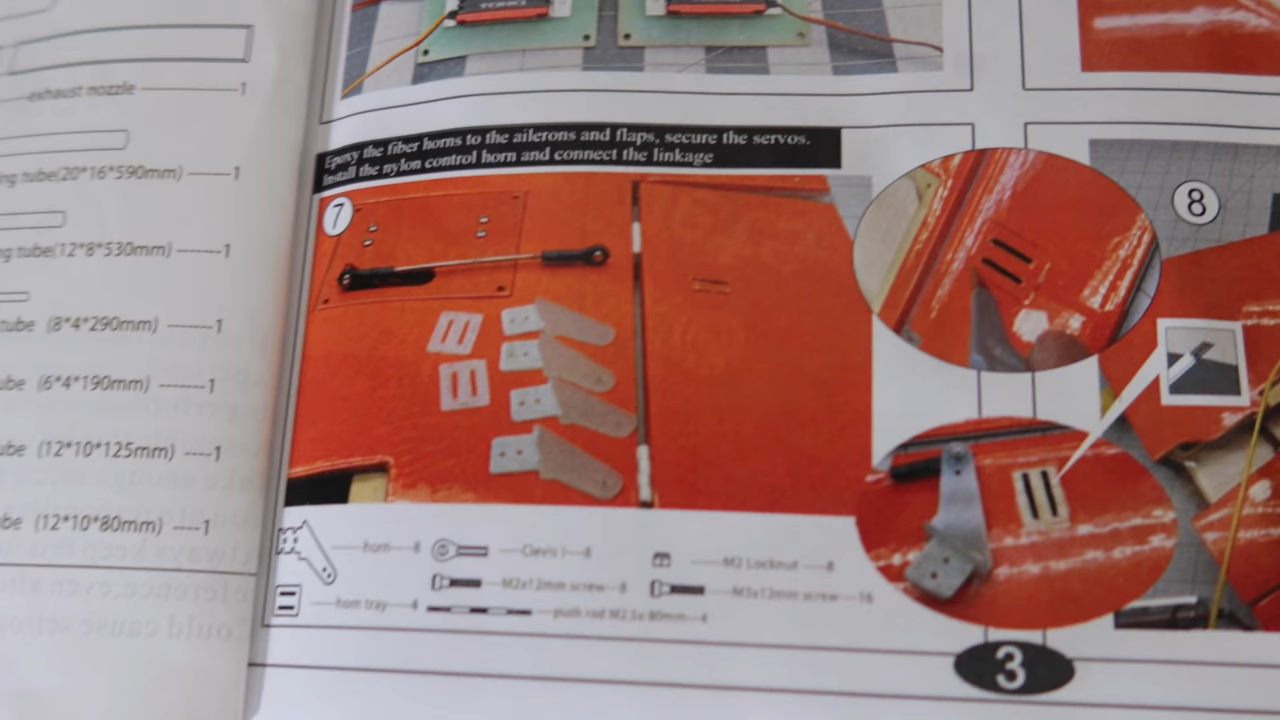 exhaust nozzle 1
ng tube(20*16*590mm) 1
ng tube(12*8*530mm) -------1
tube (8*4*290mm) -------1
ube (6*4*190mm) -------1
ube (12*10*125mm) ----1
ube (12*10*80mm) ----1
Epoxy the fiber horns to the ailerons and flaps, secure the servos.
Install the nylon control horn and connect the linkage
7
8
horn 8
Clevis 8
M2 Locknut 8
M2x12mm screw 8
M3x12mm screw 16
horn tray 4
push rod M2.5x 80mm 4
3